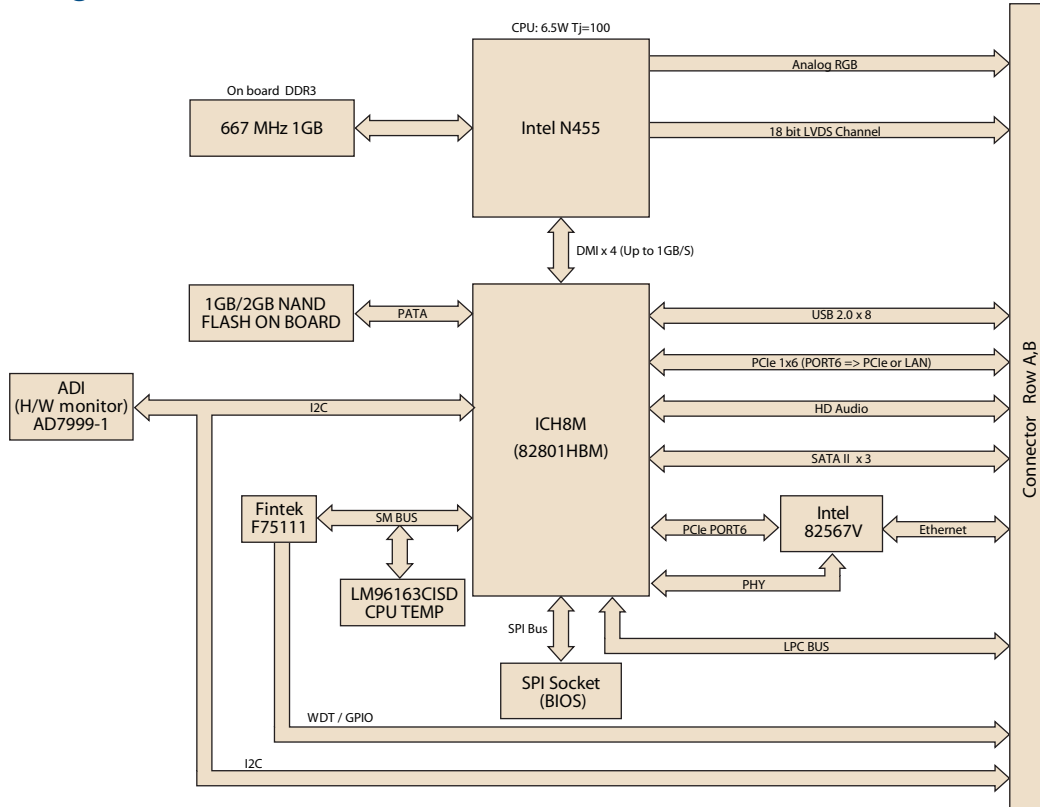 CPU: 6.5W Tj=100
Analog RGB
On board DDR3
667 MHz 1GB
Intel N455
18 bit LVDS Channel
DMI x 4 (Up to 1GB/S)
1GB/2GB NAND
FLASH ON BOARD
PATA
USB 2.0 x 8
PCIe 1x6 (PORT6 => PCIe or LAN)
ADI
(H/W monitor)
AD7999-1
I2C
ICH8M
(82801HBM)
HD Audio
SATA II x 3
Connector Row A,B
Fintek
F75111
SM BUS
PCIe PORT6
Intel
82567V
Ethernet
LM96163CISD
CPU TEMP
PHY
SPI Bus
LPC BUS
SPI Socket
(BIOS)
WDT / GPIO
I2C